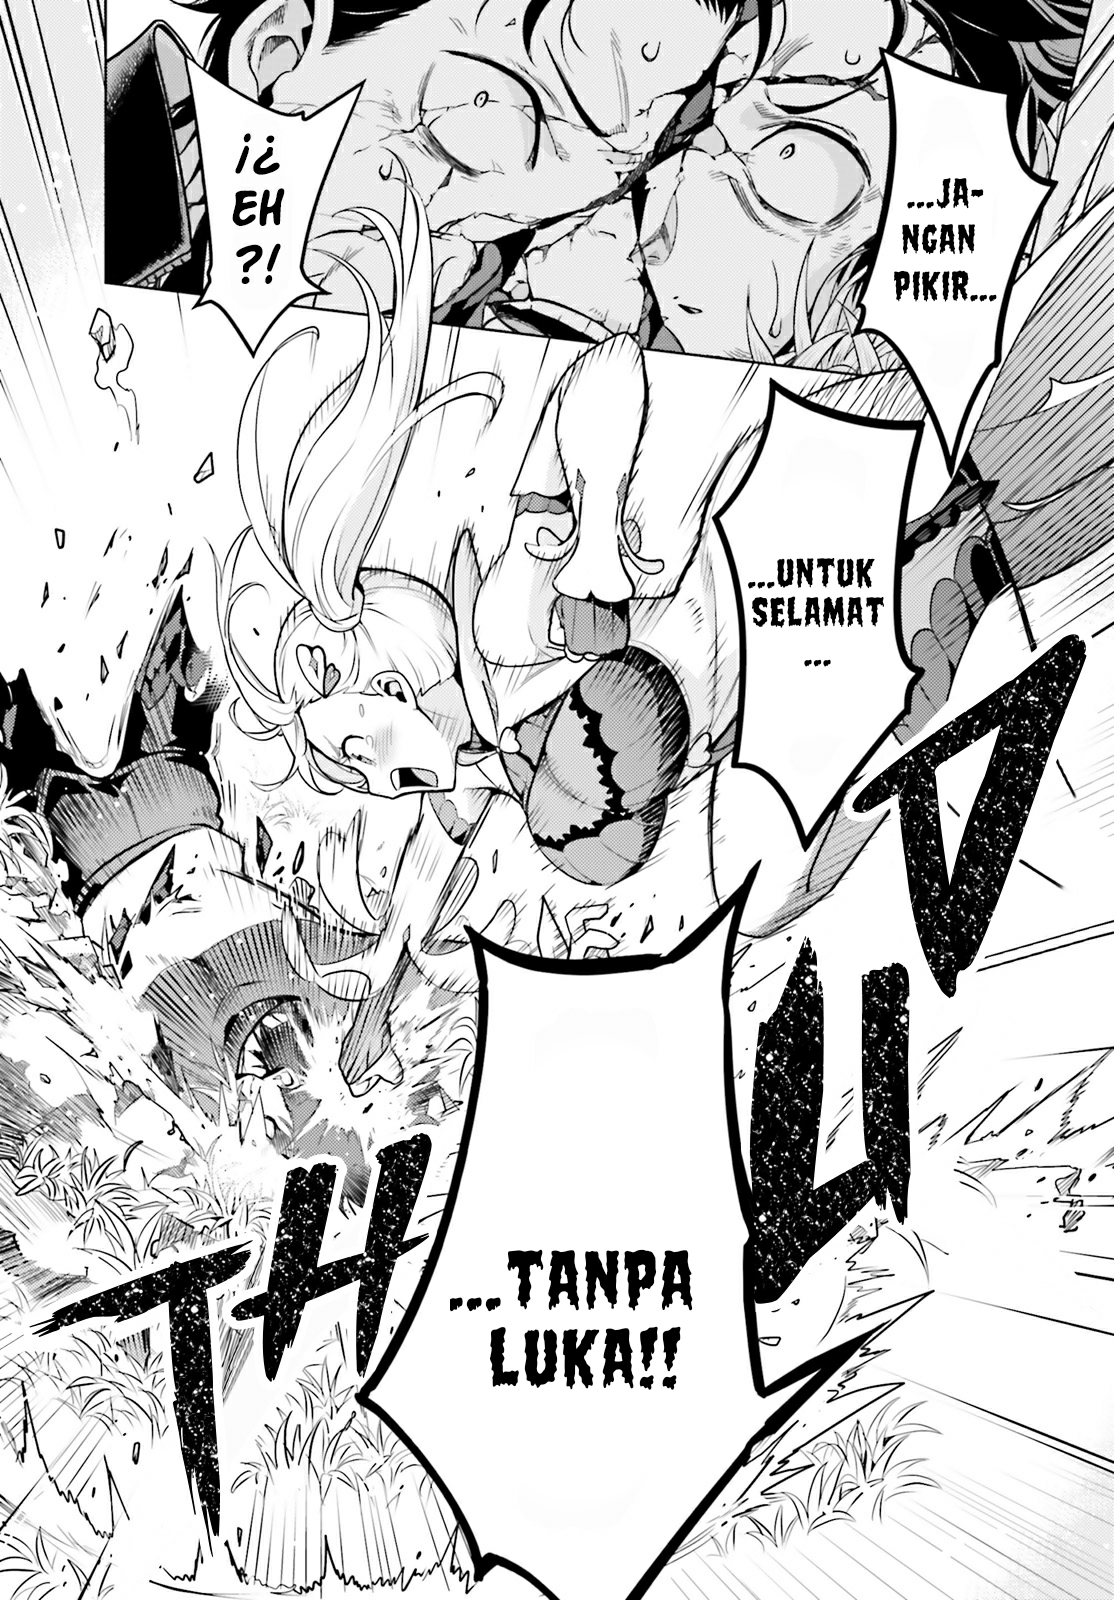 ¡¿
EH
?!
...JA-
NGAN
PIKIR...
...UNTUK
SELAMAT
...
...TANPA
LUKA!!
THUD